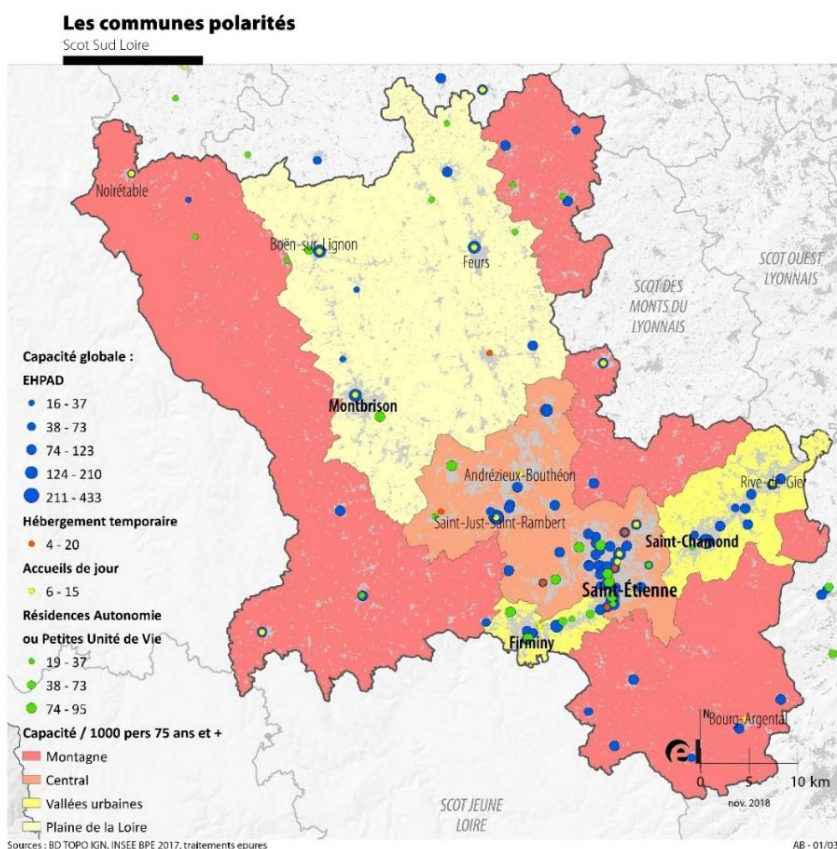 Les communes polarités
Scot Sud Loire
Noirétable
Boën-sur-Lignon
Feurs
SCOT OUEST
LYONNAIS
SCOT DES
MONTS DU
LYONNAIS
Capacité globale :
EHPAD
16 - 37
38 - 73
74 - 123
124 - 210
211 - 433
Hébergement temporaire
4 - 20
Accueils de jour
6 - 15
Résidences Autonomie
ou Petites Unité de Vie
19 - 37
38 - 73
74 - 95
Capacité / 1000 pers 75 ans et +
Montagne
Central
Vallées urbaines
Plaine de la Loire
Montbrison
Andrézieux-Bouthéon
Rive-de-Gier
Saint-Just-Saint-Rambert
Saint-Chamond
Saint-Étienne
Firminy
Bourg-Argental
N
0 5 10 km
nov. 2018
SCOT JEUNE
LOIRE
Sources : BD TOPO IGN, INSEE BPE 2017, traitements epures
AB - 01/03